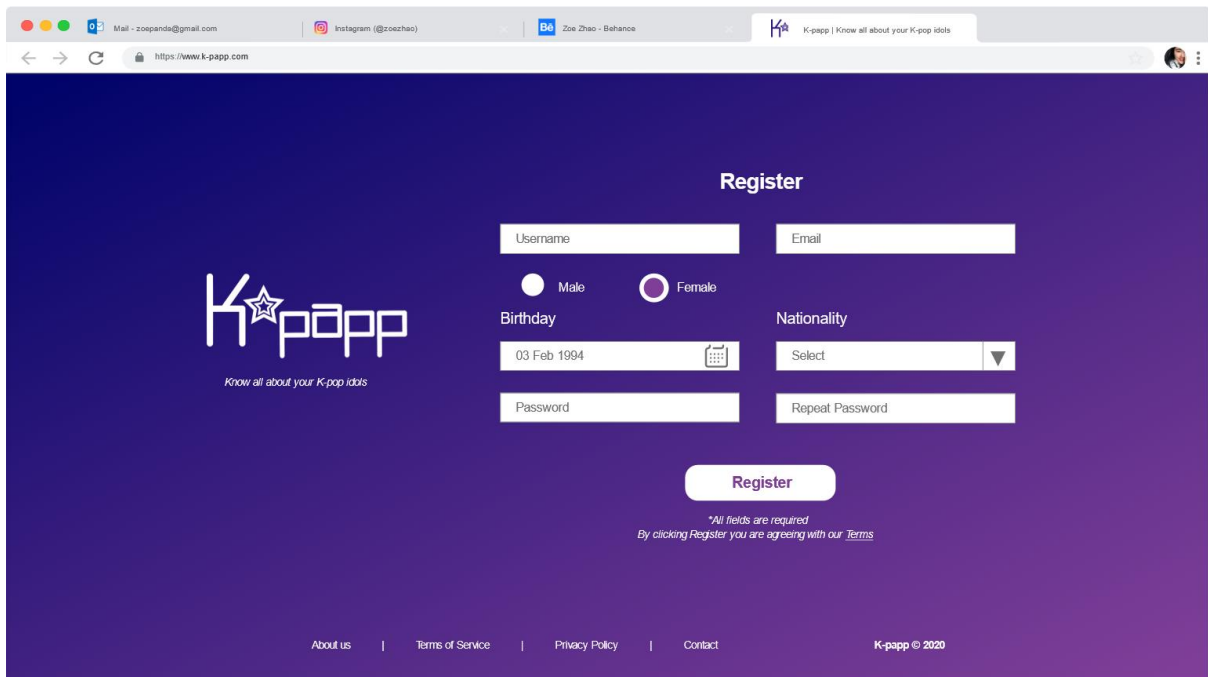 Mail - zoepanda@gmail.com
Instagram (@zoezhao)
Bē Zoe Zhao - Behance
K-papp | Know all about your K-pop idols
https://www.k-papp.com
Register
Username
Email
Male
Female
Birthday
Nationality
03 Feb 1994
Select
Password
Repeat Password
K pāpp
Know all about your K-pop idols
Register
*All fields are required
By clicking Register you are agreeing with our Terms
About us | Terms of Service | Privacy Policy | Contact
K-papp © 2020